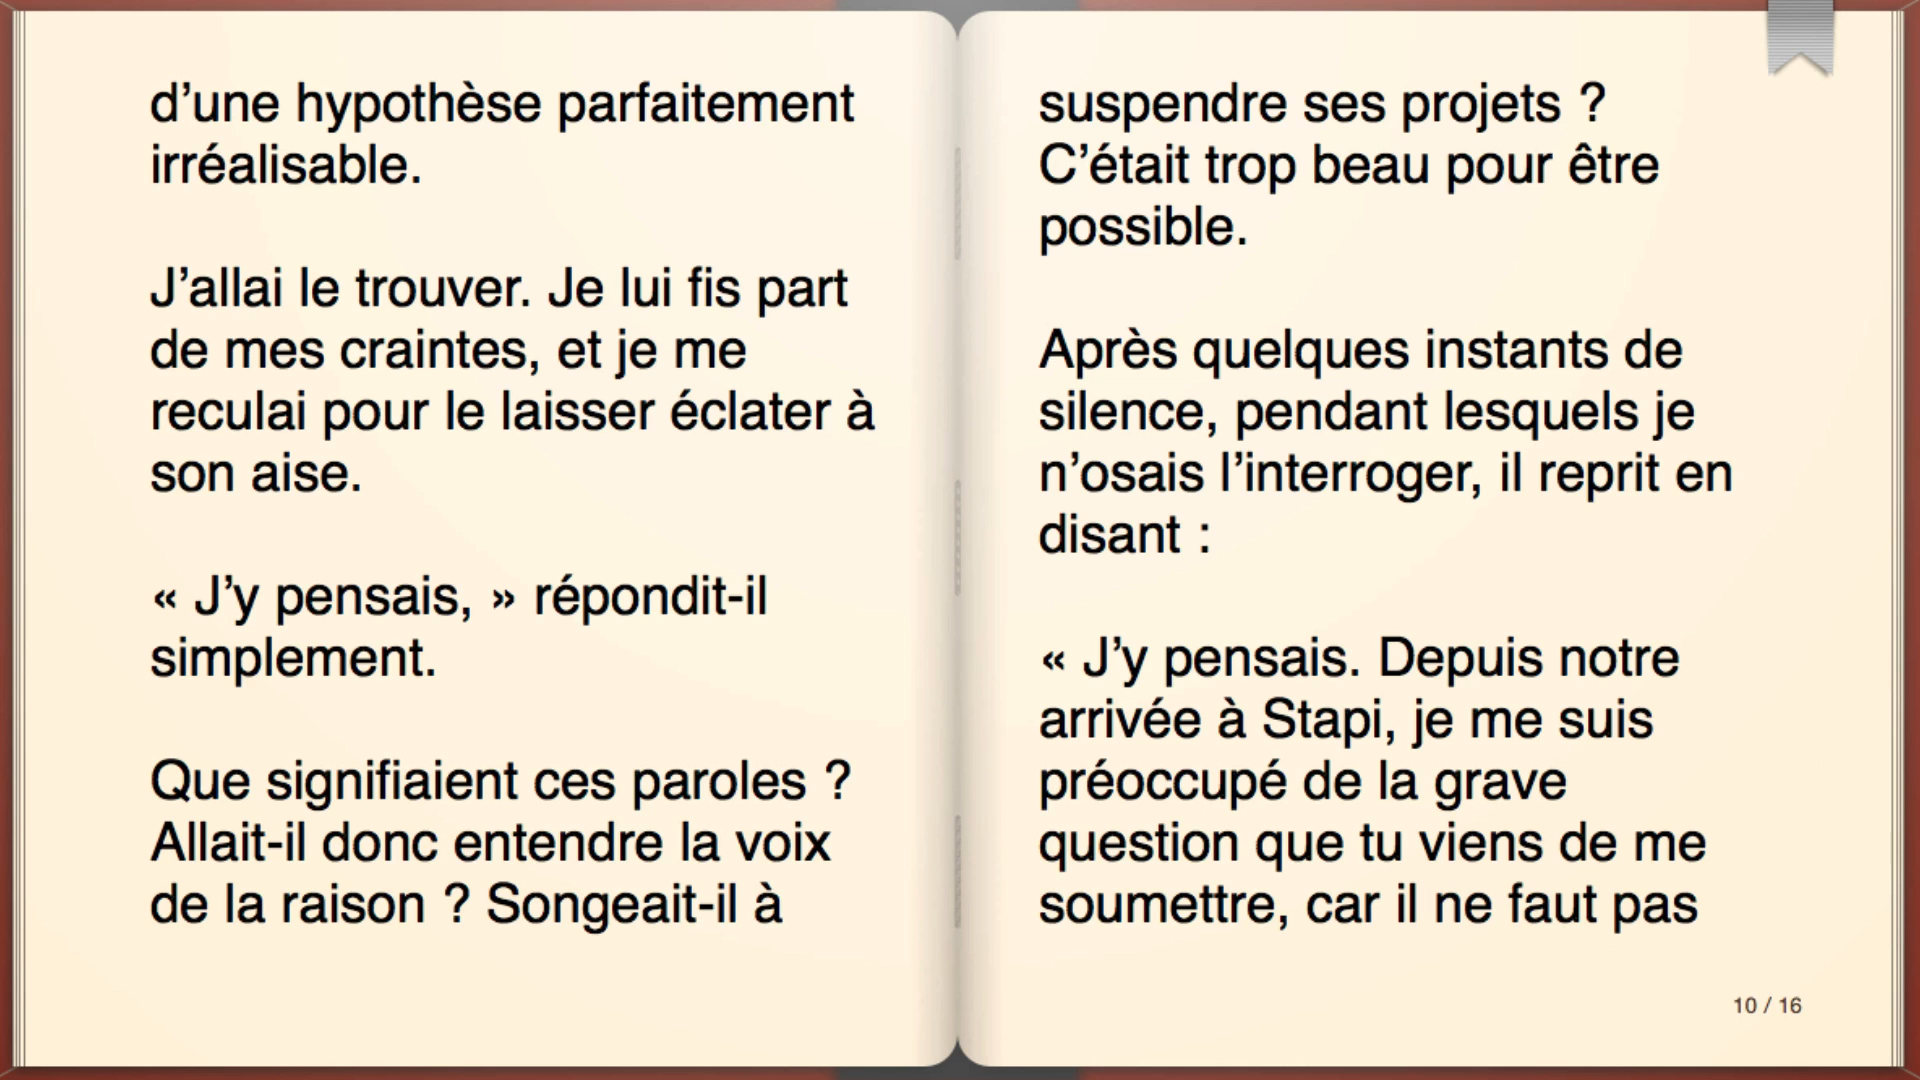 d’une hypothèse parfaitement
irréalisable.
J’allai le trouver. Je lui fis part
de mes craintes, et je me
reculai pour le laisser éclater à
son aise.
« J’y pensais, » répondit-il
simplement.
Que signifiaient ces paroles ?
Allait-il donc entendre la voix
de la raison ? Songeait-il à
suspendre ses projets ?
C’était trop beau pour être
possible.
Après quelques instants de
silence, pendant lesquels je
n’osais l’interroger, il reprit en
disant :
« J’y pensais. Depuis notre
arrivée à Stapi, je me suis
préoccupé de la grave
question que tu viens de me
soumettre, car il ne faut pas
10 / 16